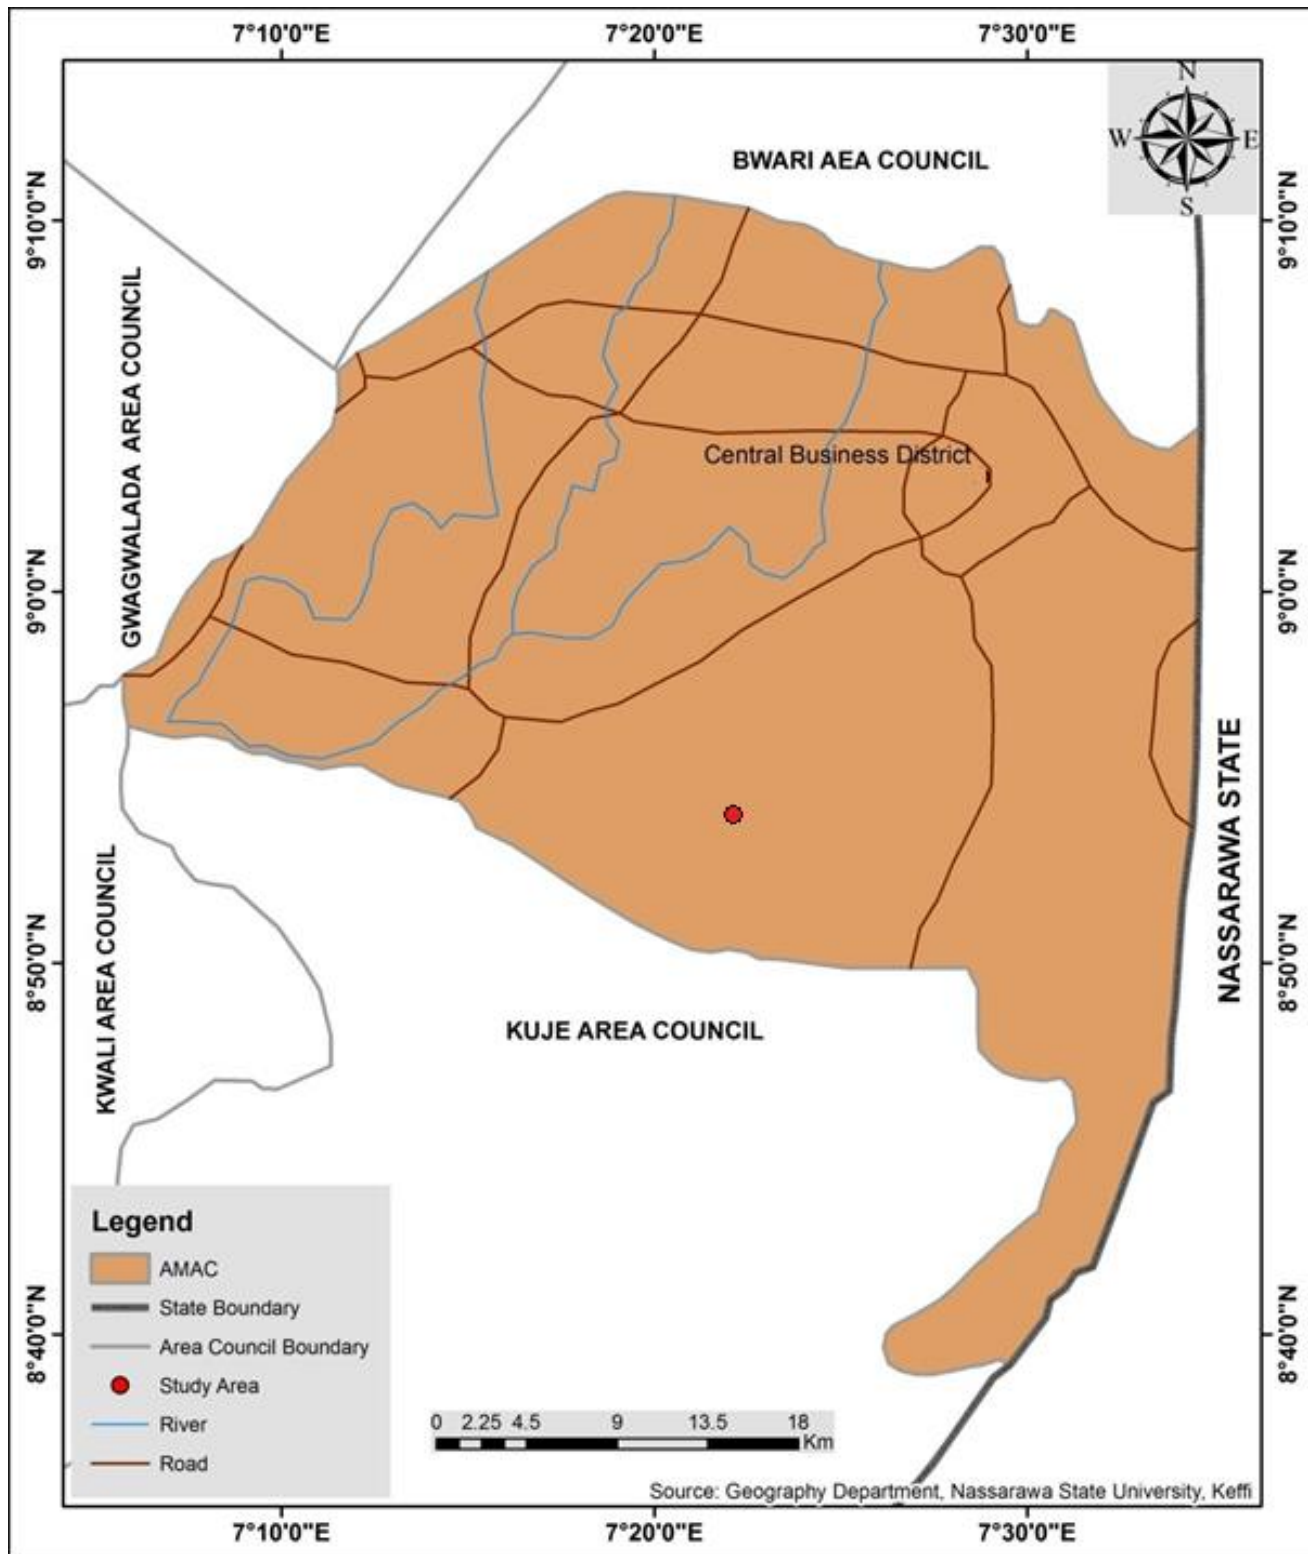 7°10'0"E 7°20'0"E 7°30'0"E
N
W E
S
BWARI AEA COUNCIL
9°10'0"N 9°10'0"N
GWAGWALADA AREA COUNCIL
Central Business District
9°0'0"N 9°0'0"N
NASSARAWA STATE
KWALI AREA COUNCIL
8°50'0"N 8°50'0"N
KUJE AREA COUNCIL
8°40'0"N 8°40'0"N
Legend
AMAC
State Boundary
Area Council Boundary
Study Area
River
Road
0 2.25 4.5 9 13.5 18
Km
Source: Geography Department, Nassarawa State University, Keffi
7°10'0"E 7°20'0"E 7°30'0"E